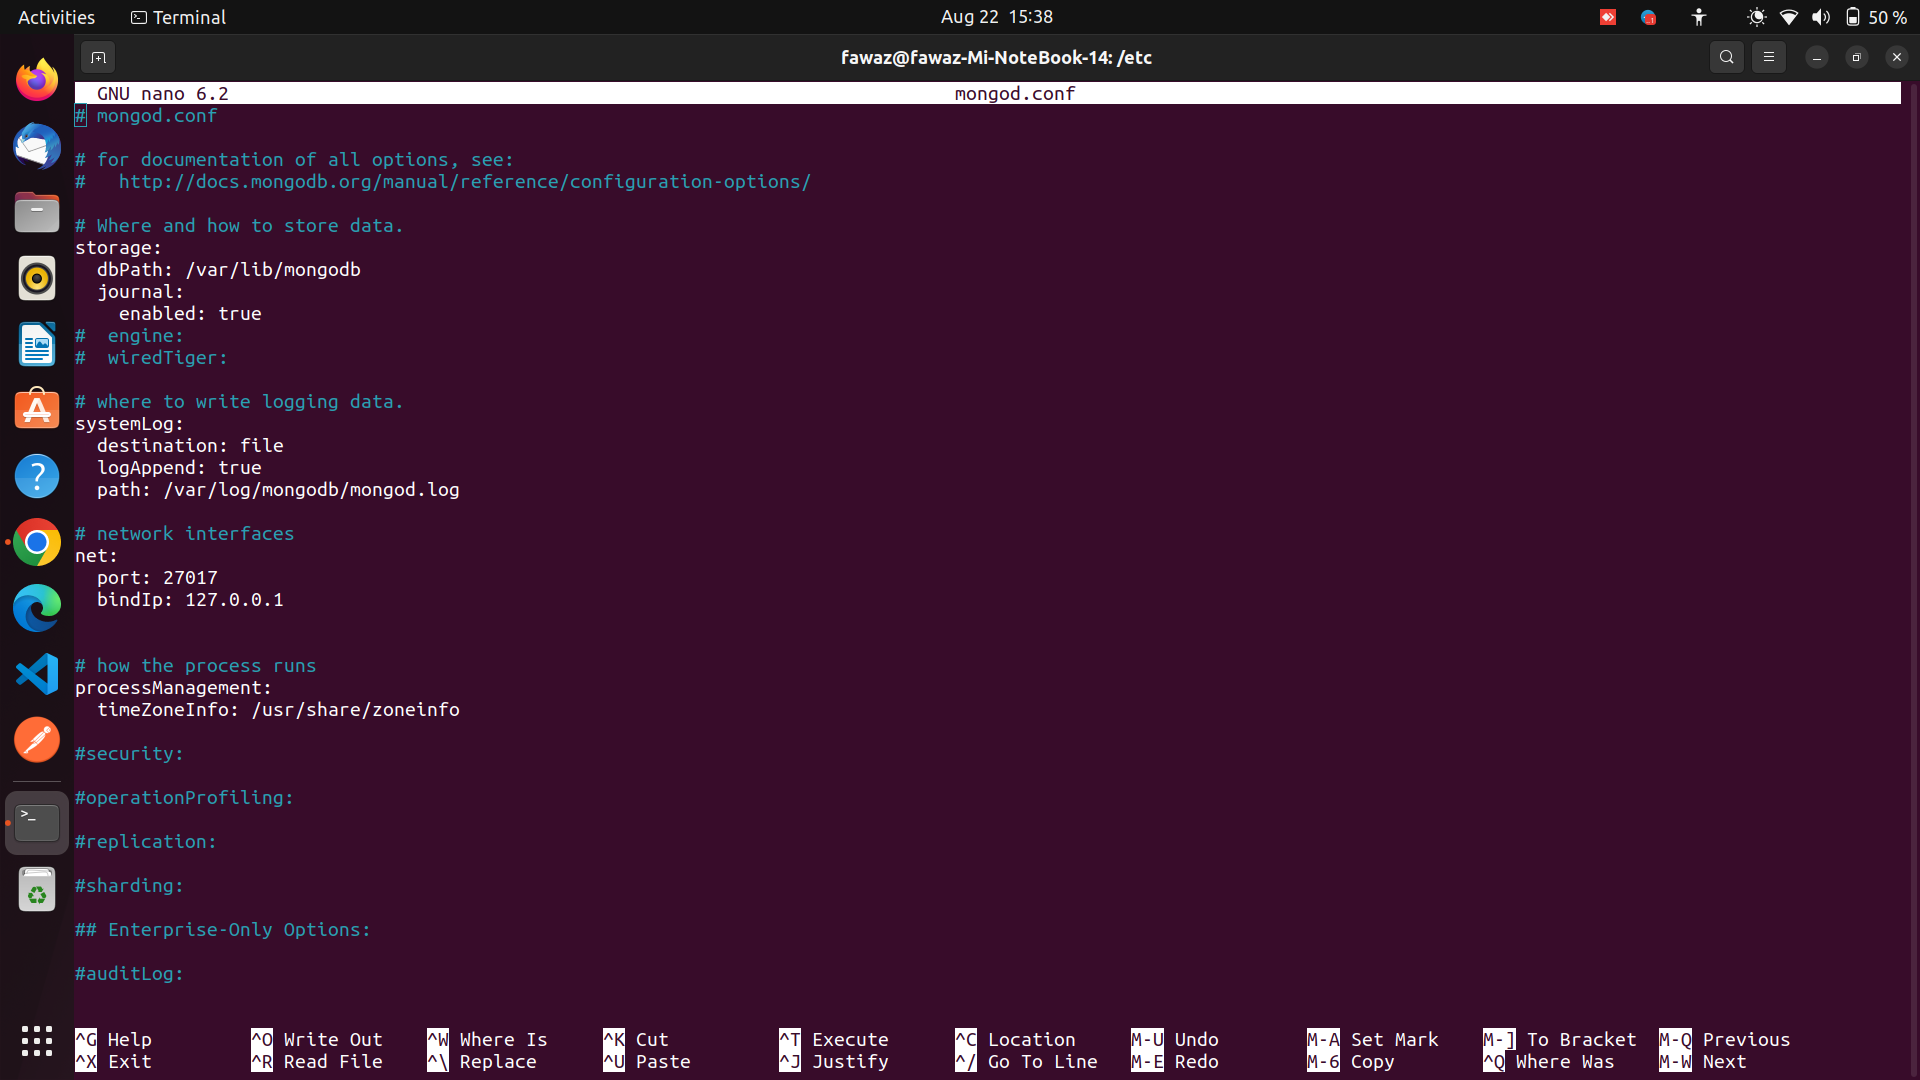 Activities Terminal Aug 22 15:38 50 %
fawaz@fawaz-Mi-NoteBook-14: /etc
GNU nano 6.2 mongod.conf
# mongod.conf
# for documentation of all options, see:
#   http://docs.mongodb.org/manual/reference/configuration-options/
# Where and how to store data.
storage:
  dbPath: /var/lib/mongodb
  journal:
    enabled: true
#  engine:
#  wiredTiger:
# where to write logging data.
systemLog:
  destination: file
  logAppend: true
  path: /var/log/mongodb/mongod.log
# network interfaces
net:
  port: 27017
  bindIp: 127.0.0.1
# how the process runs
processManagement:
  timeZoneInfo: /usr/share/zoneinfo
#security:
#operationProfiling:
#replication:
#sharding:
## Enterprise-Only Options:
#auditLog:
^G Help ^O Write Out ^W Where Is ^K Cut ^T Execute ^C Location M-U Undo M-A Set Mark M-] To Bracket M-Q Previous
^X Exit ^R Read File ^\ Replace ^U Paste ^J Justify ^/ Go To Line M-E Redo M-6 Copy ^Q Where Was M-W Next